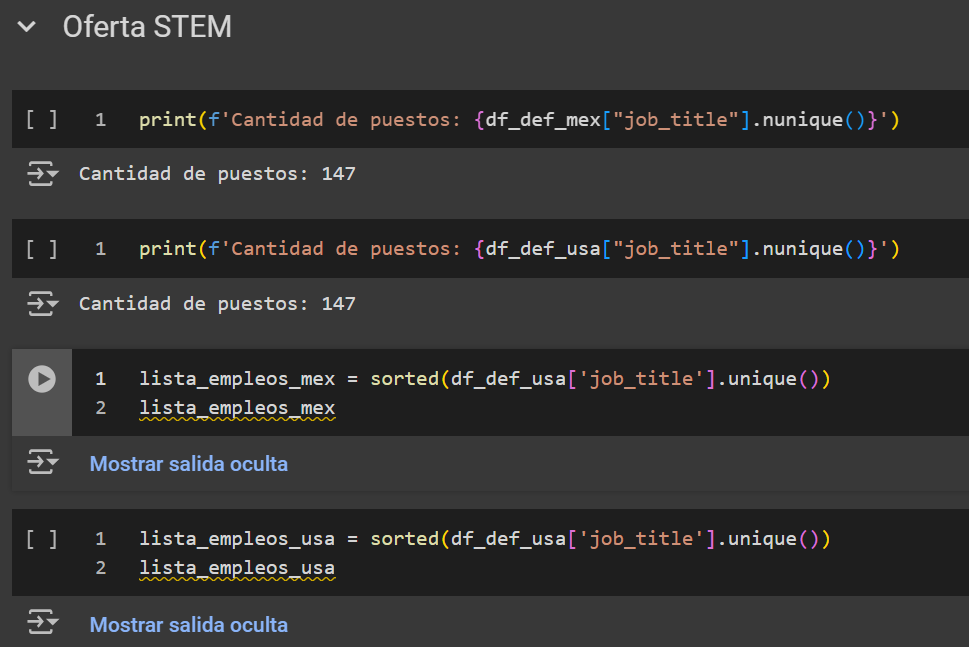 Oferta STEM
[ ] 1 print(f'Cantidad de puestos: {df_def_mex["job_title"].nunique()}')
Cantidad de puestos: 147
[ ] 1 print(f'Cantidad de puestos: {df_def_usa["job_title"].nunique()}')
Cantidad de puestos: 147
1 lista_empleos_mex = sorted(df_def_usa['job_title'].unique())
2 lista_empleos_mex
Mostrar salida oculta
[ ] 1 lista_empleos_usa = sorted(df_def_usa['job_title'].unique())
2 lista_empleos_usa
Mostrar salida oculta